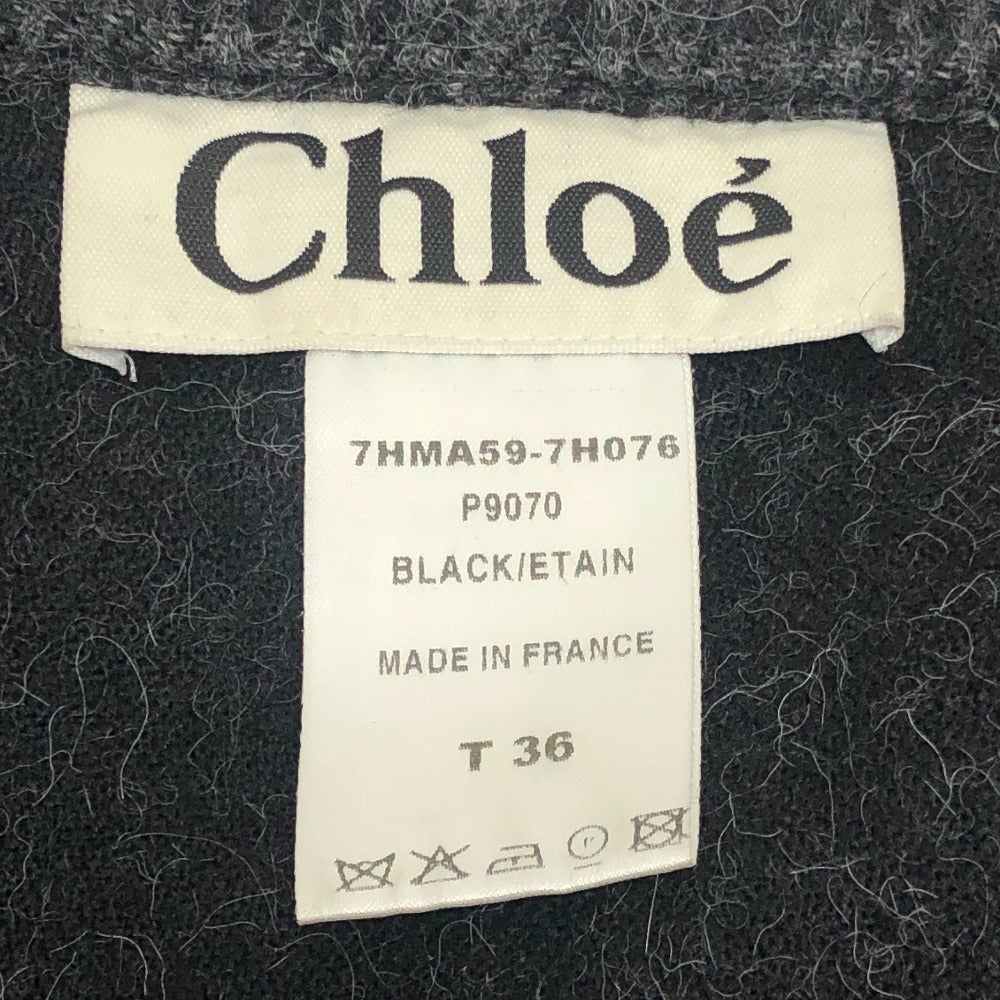 Chloé
7HMA59-7H076
P9070
BLACK/ETAIN
MADE IN FRANCE
T 36